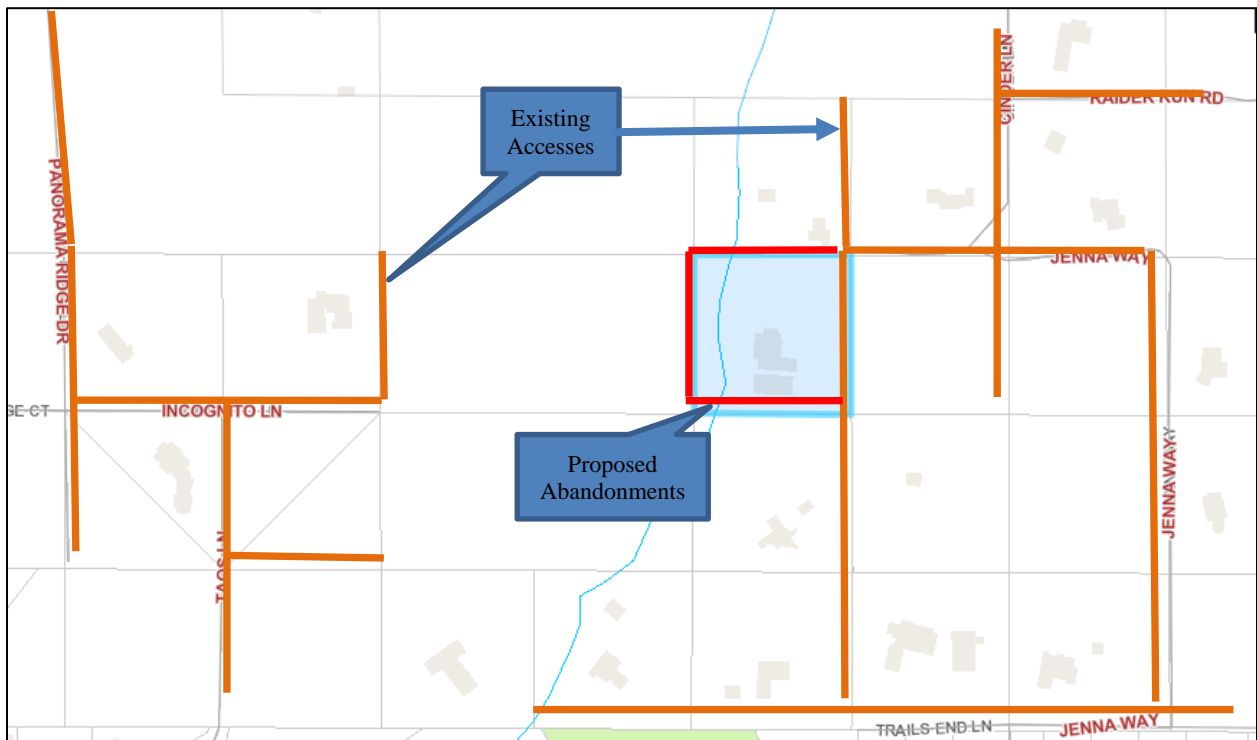 CINDER LN
RAIDER RUN RD
Existing
Accesses
PANORAMA RIDGE DR
JENNA WAY
GE CT
INCOGNITO LN
Proposed
Abandonments
JENNA WAY
TAOS LN
TRAILS END LN
JENNA WAY